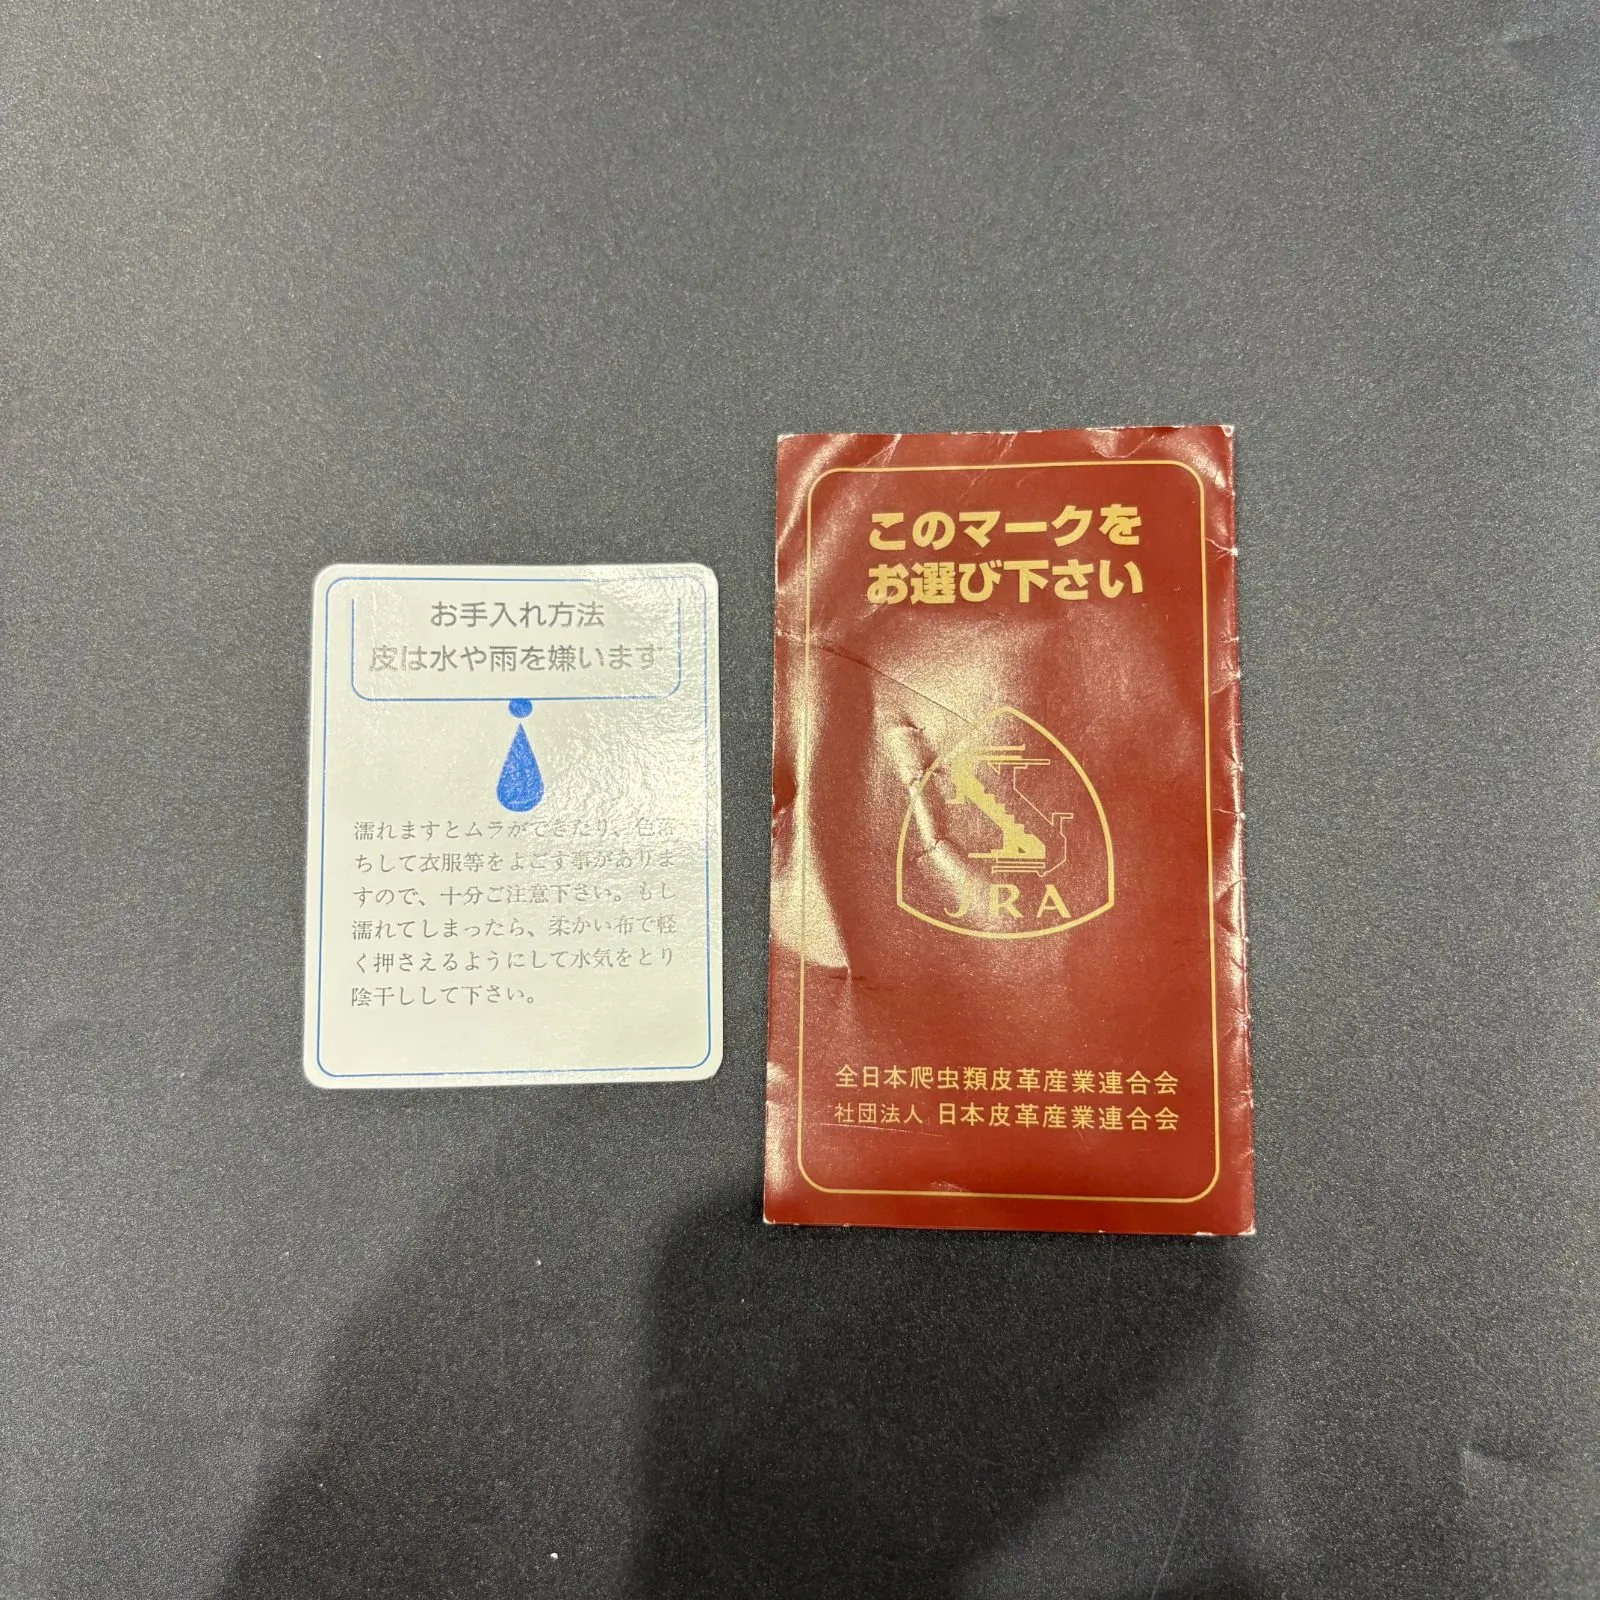 お手入れ方法
皮は水や雨を嫌います
濡れますとムラができたり、色落
ちして衣服等をよごす事がありま
すので、十分ご注意下さい。もし
濡れてしまったら、柔かい布で軽
く押さえるようにして水気をとり
陰干しして下さい。
このマークを
お選び下さい
JRA
全日本爬虫類皮革産業連合会
社団法人 日本皮革産業連合会